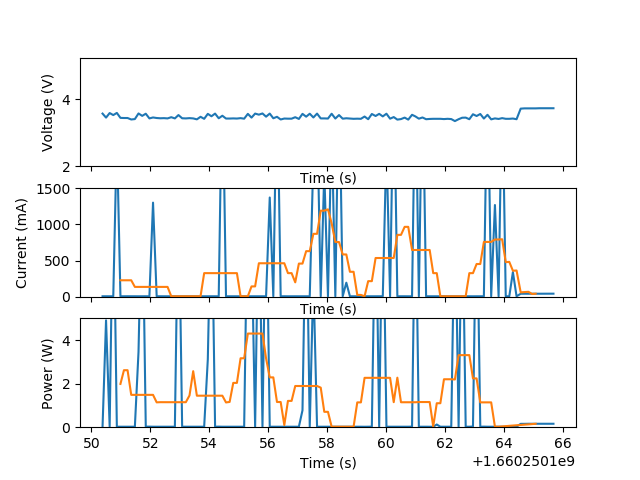 4
2
Voltage (V)
Time (s)
1500
1000
500
0
Current (mA)
Time (s)
4
2
0
Power (W)
50 52 54 56 58 60 62 64 66
Time (s)
+1.6602501e9